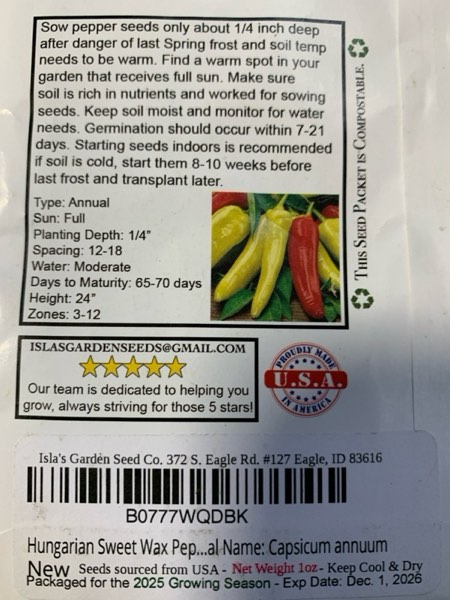 Sow pepper seeds only about 1/4 inch deep
after danger of last Spring frost and soil temp
needs to be warm. Find a warm spot in your
garden that receives full sun. Make sure
soil is rich in nutrients and worked for sowing
seeds. Keep soil moist and monitor for water
needs. Germination should occur within 7-21
days. Starting seeds indoors is recommended
if soil is cold, start them 8-10 weeks before
last frost and transplant later.
Type: Annual
Sun: Full
Planting Depth: 1/4"
Spacing: 12-18
Water: Moderate
Days to Maturity: 65-70 days
Height: 24"
Zones: 3-12
THIS SEED PACKET IS COMPOSTABLE.
ISLASGARDENSEEDS@GMAIL.COM
Our team is dedicated to helping you
grow, always striving for those 5 stars!
PROUDLY MADE
U.S.A.
IN AMERICA
Isla's Garden Seed Co. 372 S. Eagle Rd. #127 Eagle, ID 83616
B0777WQDBK
Hungarian Sweet Wax Pep...al Name: Capsicum annuum
New Seeds sourced from USA - Net Weight 1oz - Keep Cool & Dry
Packaged for the 2025 Growing Season - Exp Date: Dec. 1, 2026